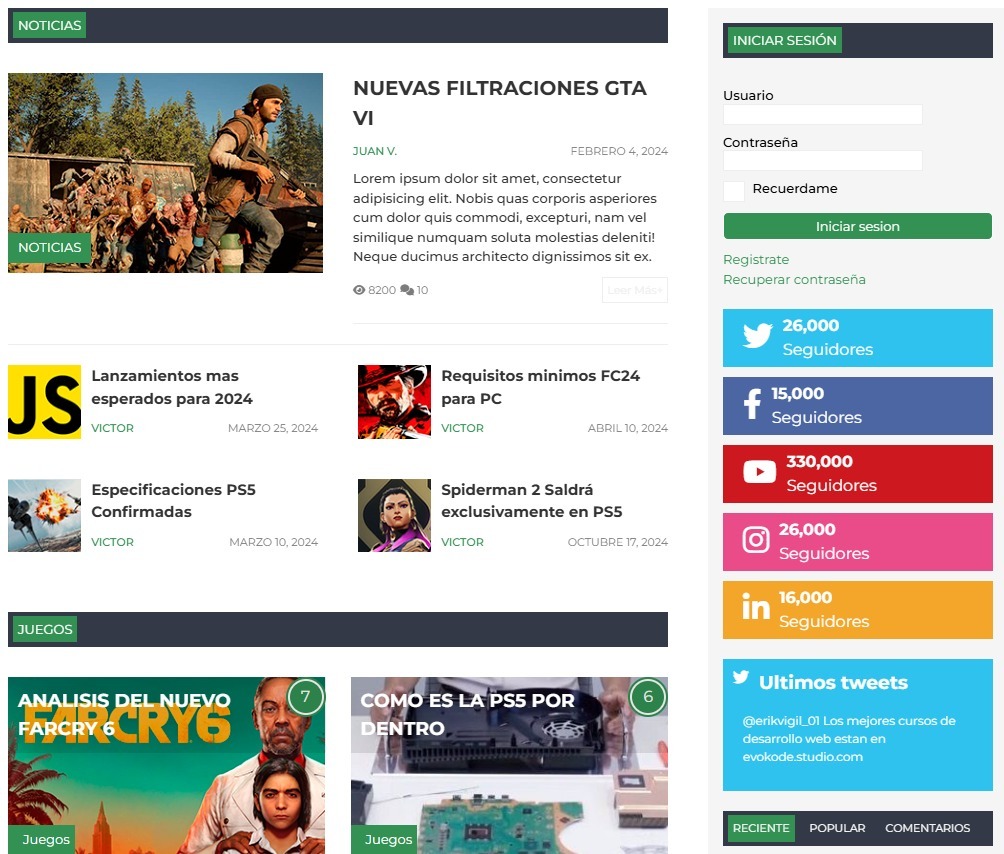 NOTICIAS
NOTICIAS
NUEVAS FILTRACIONES GTA
VI
JUAN V.
FEBRERO 4, 2024
Lorem ipsum dolor sit amet, consectetur
adipisicing elit. Nobis quas corporis asperiores
cum dolor quis commodi, excepturi, nam vel
similique numquam soluta molestias deleniti!
Neque ducimus architecto dignissimos sit ex.
8200 10
Leer Más+
JS
Lanzamientos mas
esperados para 2024
VICTOR
MARZO 25, 2024
Requisitos minimos FC24
para PC
VICTOR
ABRIL 10, 2024
Especificaciones PS5
Confirmadas
VICTOR
MARZO 10, 2024
Spiderman 2 Saldrá
exclusivamente en PS5
VICTOR
OCTUBRE 17, 2024
JUEGOS
ANALISIS DEL NUEVO
FARCRY 6
7
FARCRY6
Juegos
COMO ES LA PS5 POR
DENTRO
6
Juegos
INICIAR SESIÓN
Usuario
Contraseña
Recuerdame
Iniciar sesion
Registrate
Recuperar contraseña
26,000
Seguidores
15,000
Seguidores
330,000
Seguidores
26,000
Seguidores
16,000
Seguidores
Ultimos tweets
@erikvigil_01 Los mejores cursos de
desarrollo web estan en
evokode.studio.com
RECIENTE POPULAR COMENTARIOS